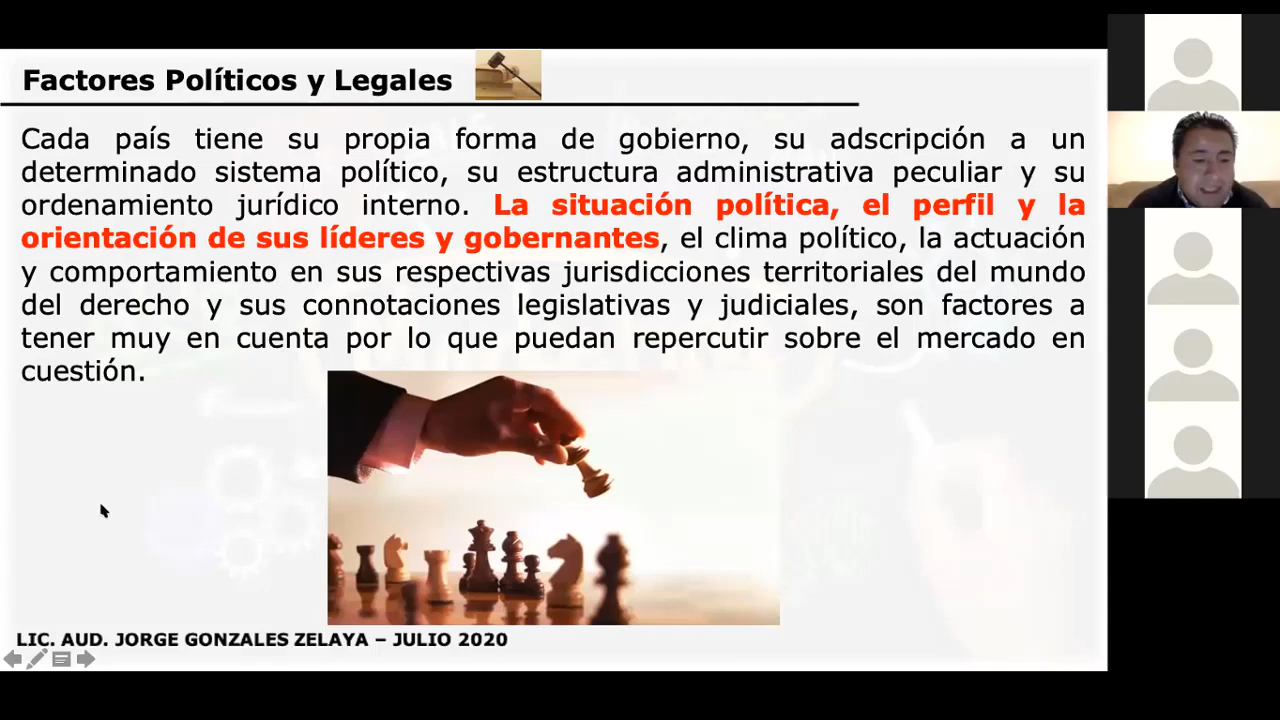 Factores Políticos y Legales
Cada país tiene su propia forma de gobierno, su adscripción a un
determinado sistema político, su estructura administrativa peculiar y su
ordenamiento jurídico interno. La situación política, el perfil y la
orientación de sus líderes y gobernantes, el clima político, la actuación
y comportamiento en sus respectivas jurisdicciones territoriales del mundo
del derecho y sus connotaciones legislativas y judiciales, son factores a
tener muy en cuenta por lo que puedan repercutir sobre el mercado en
cuestión.
LIC. AUD. JORGE GONZALES ZELAYA – JULIO 2020